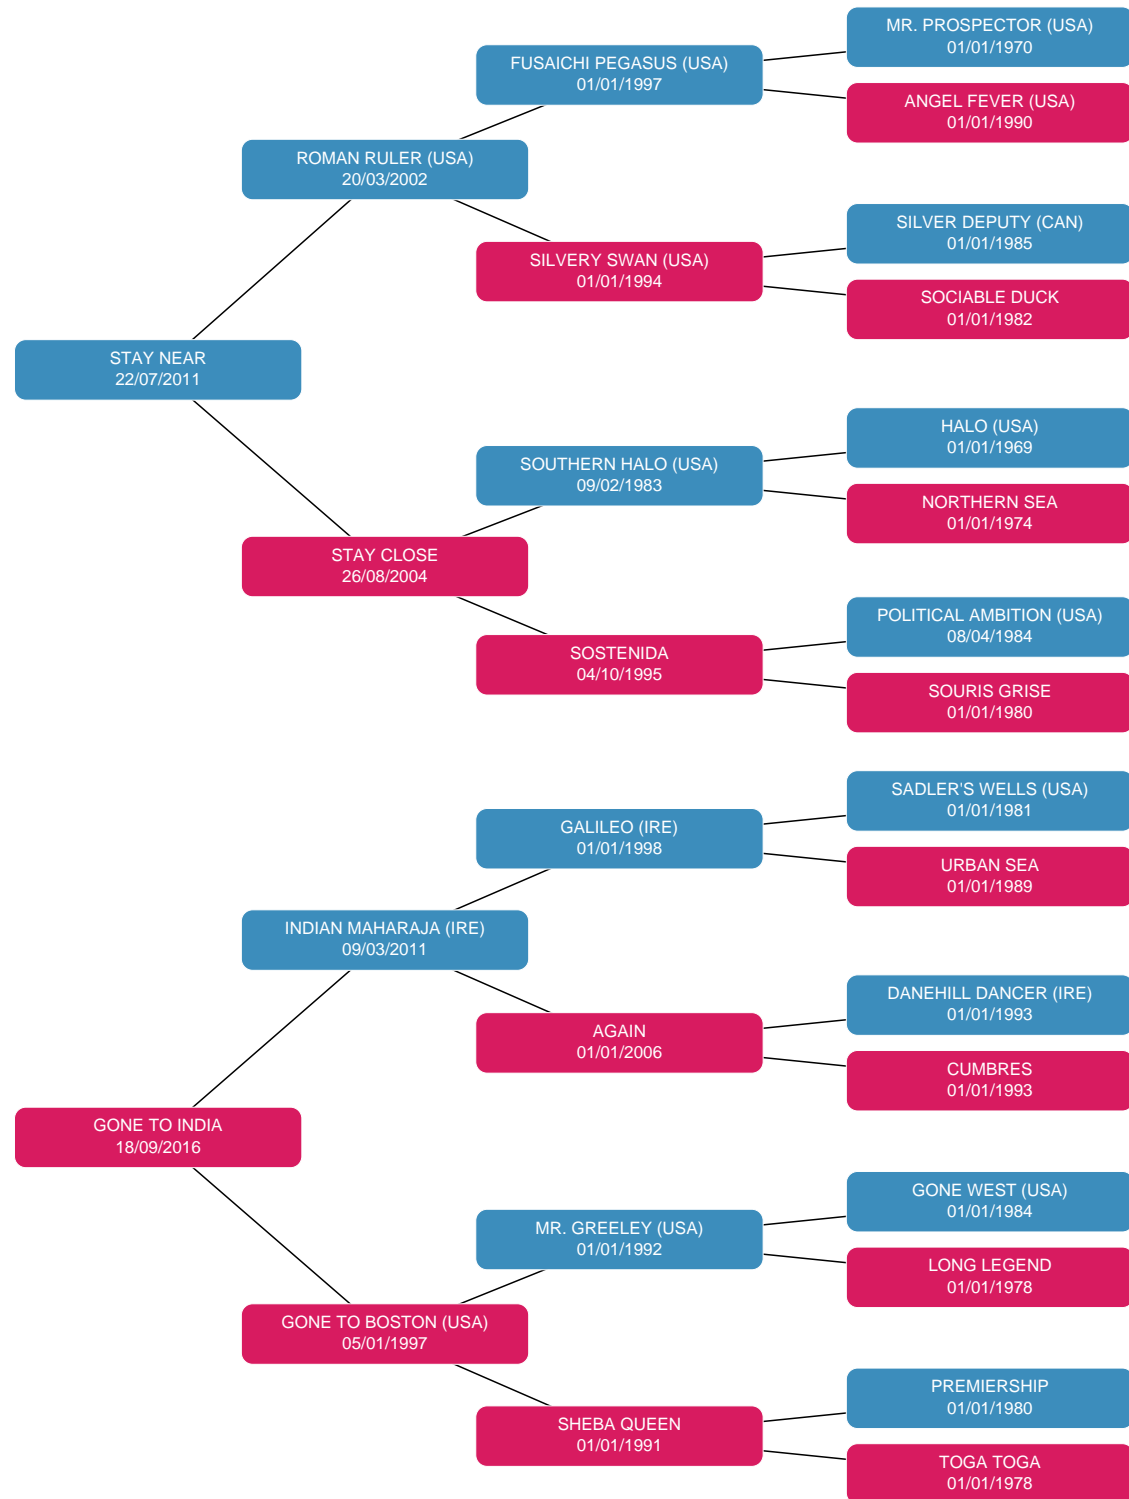 MR. PROSPECTOR (USA)
01/01/1970
FUSAICHI PEGASUS (USA)
01/01/1997
ANGEL FEVER (USA)
01/01/1990
ROMAN RULER (USA)
20/03/2002
SILVER DEPUTY (CAN)
01/01/1985
SILVERY SWAN (USA)
01/01/1994
SOCIABLE DUCK
01/01/1982
STAY NEAR
22/07/2011
HALO (USA)
01/01/1969
SOUTHERN HALO (USA)
09/02/1983
NORTHERN SEA
01/01/1974
STAY CLOSE
26/08/2004
POLITICAL AMBITION (USA)
08/04/1984
SOSTENIDA
04/10/1995
SOURIS GRISE
01/01/1980
SADLER'S WELLS (USA)
01/01/1981
GALILEO (IRE)
01/01/1998
URBAN SEA
01/01/1989
INDIAN MAHARAJA (IRE)
09/03/2011
DANEHILL DANCER (IRE)
01/01/1993
AGAIN
01/01/2006
CUMBRES
01/01/1993
GONE TO INDIA
18/09/2016
GONE WEST (USA)
01/01/1984
MR. GREELEY (USA)
01/01/1992
LONG LEGEND
01/01/1978
GONE TO BOSTON (USA)
05/01/1997
PREMIERSHIP
01/01/1980
SHEBA QUEEN
01/01/1991
TOGA TOGA
01/01/1978